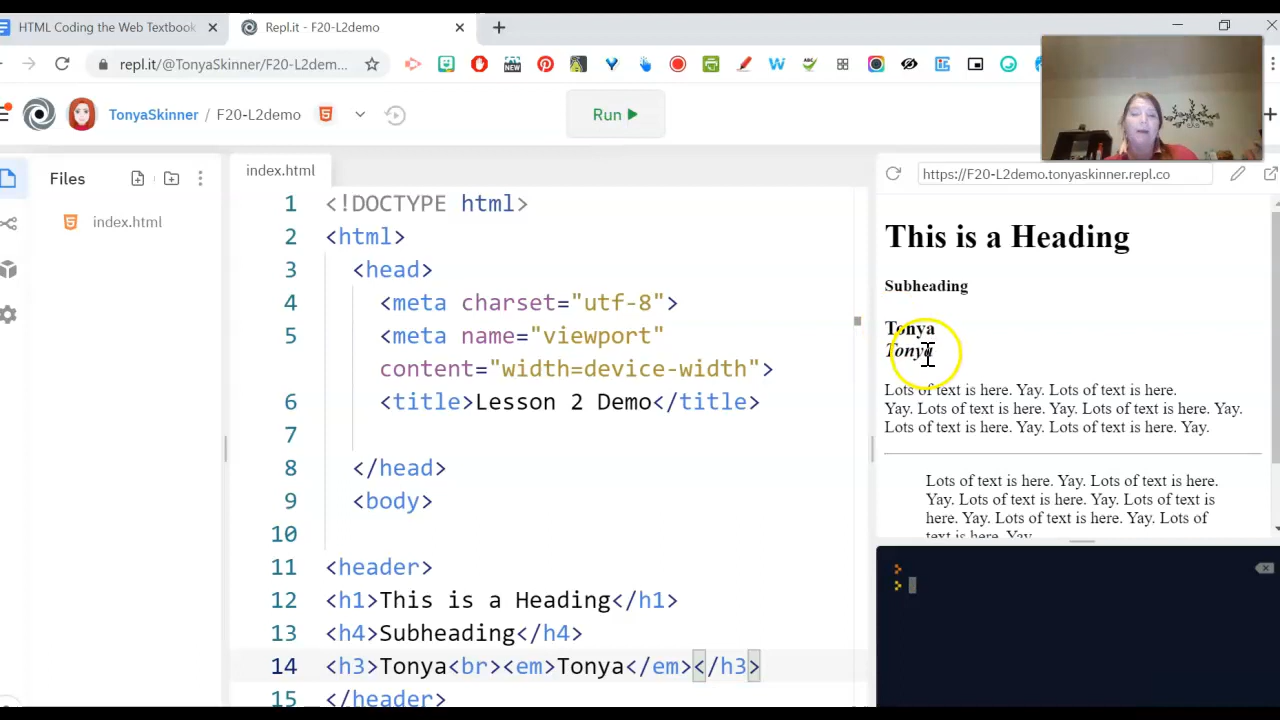 HTML Coding the Web Textbook
Repl.it - F20-L2demo
repl.it/@TonyaSkinner/F20-L2dem...
NEW
TonyaSkinner / F20-L2demo
Run
Files
index.html
index.html
1 <!DOCTYPE html>
2 <html>
3 <head>
4 <meta charset="utf-8">
5 <meta name="viewport"
content="width=device-width">
6 <title>Lesson 2 Demo</title>
7
8 </head>
9 <body>
10
11 <header>
12 <h1>This is a Heading</h1>
13 <h4>Subheading</h4>
14 <h3>Tonya<br><em>Tonya</em></h3>
15 </header>
https://F20-L2demo.tonyaskinner.repl.co
This is a Heading
Subheading
Tonya
Tonya
Lots of text is here. Yay. Lots of text is here.
Yay. Lots of text is here. Yay. Lots of text is here. Yay.
Lots of text is here. Yay. Lots of text is here. Yay.
Lots of text is here. Yay. Lots of text is here.
Yay. Lots of text is here. Yay. Lots of text is
here. Yay. Lots of text is here. Yay. Lots of
text is here. Yay.